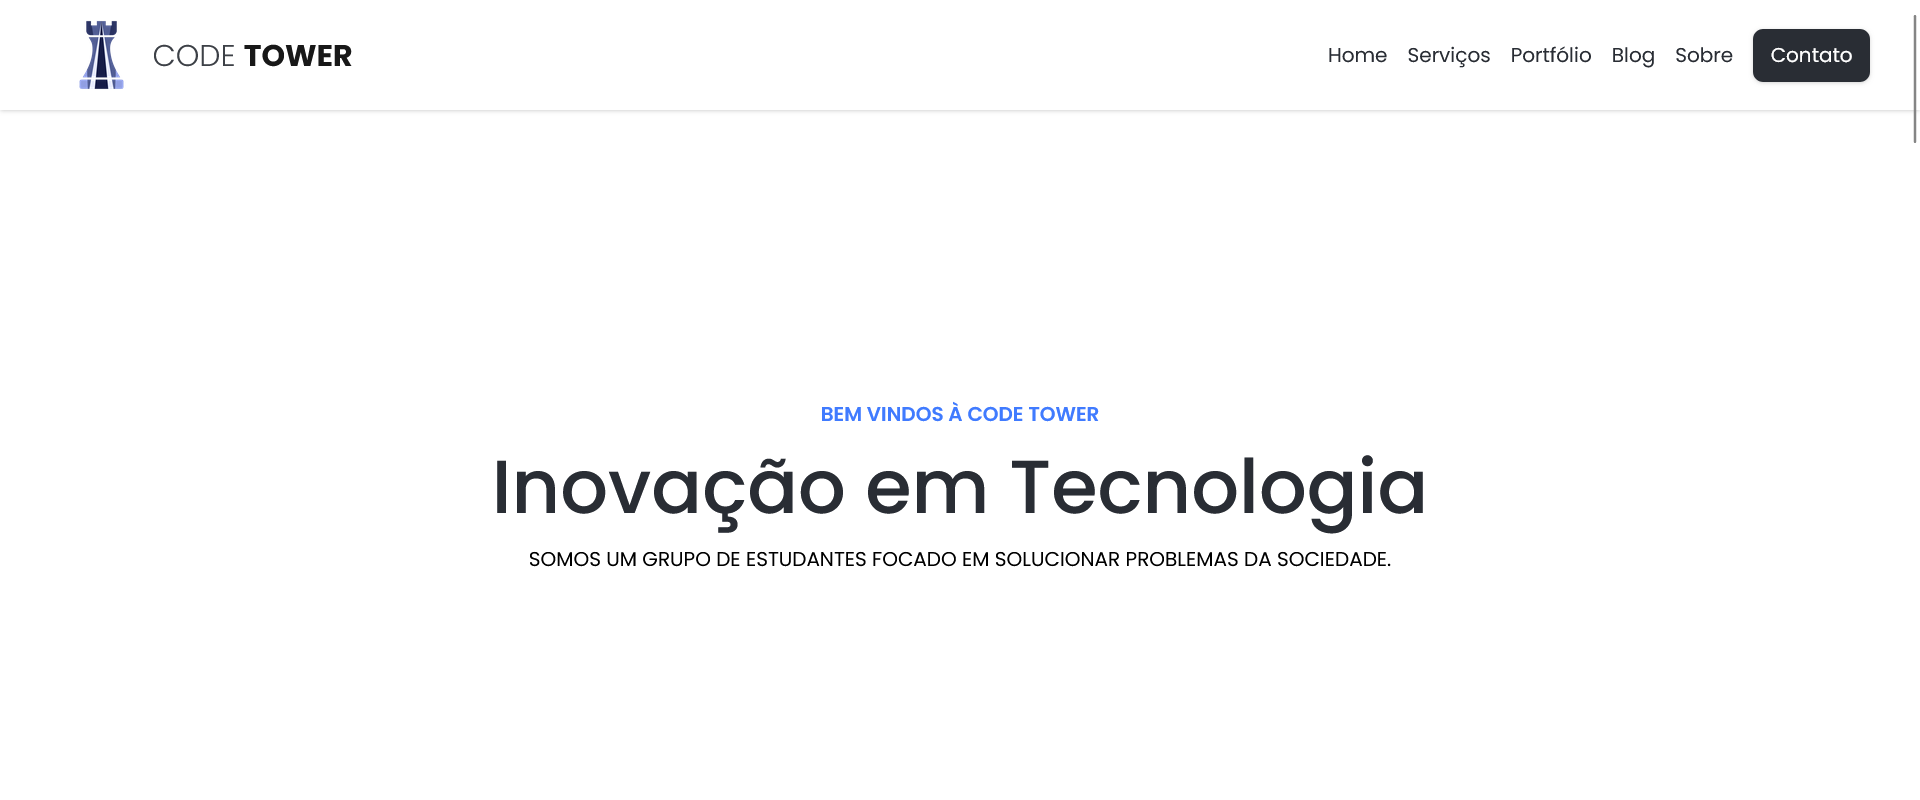 CODE TOWER
Home Serviços Portfólio Blog Sobre Contato
BEM VINDOS À CODE TOWER
Inovação em Tecnologia
SOMOS UM GRUPO DE ESTUDANTES FOCADO EM SOLUCIONAR PROBLEMAS DA SOCIEDADE.